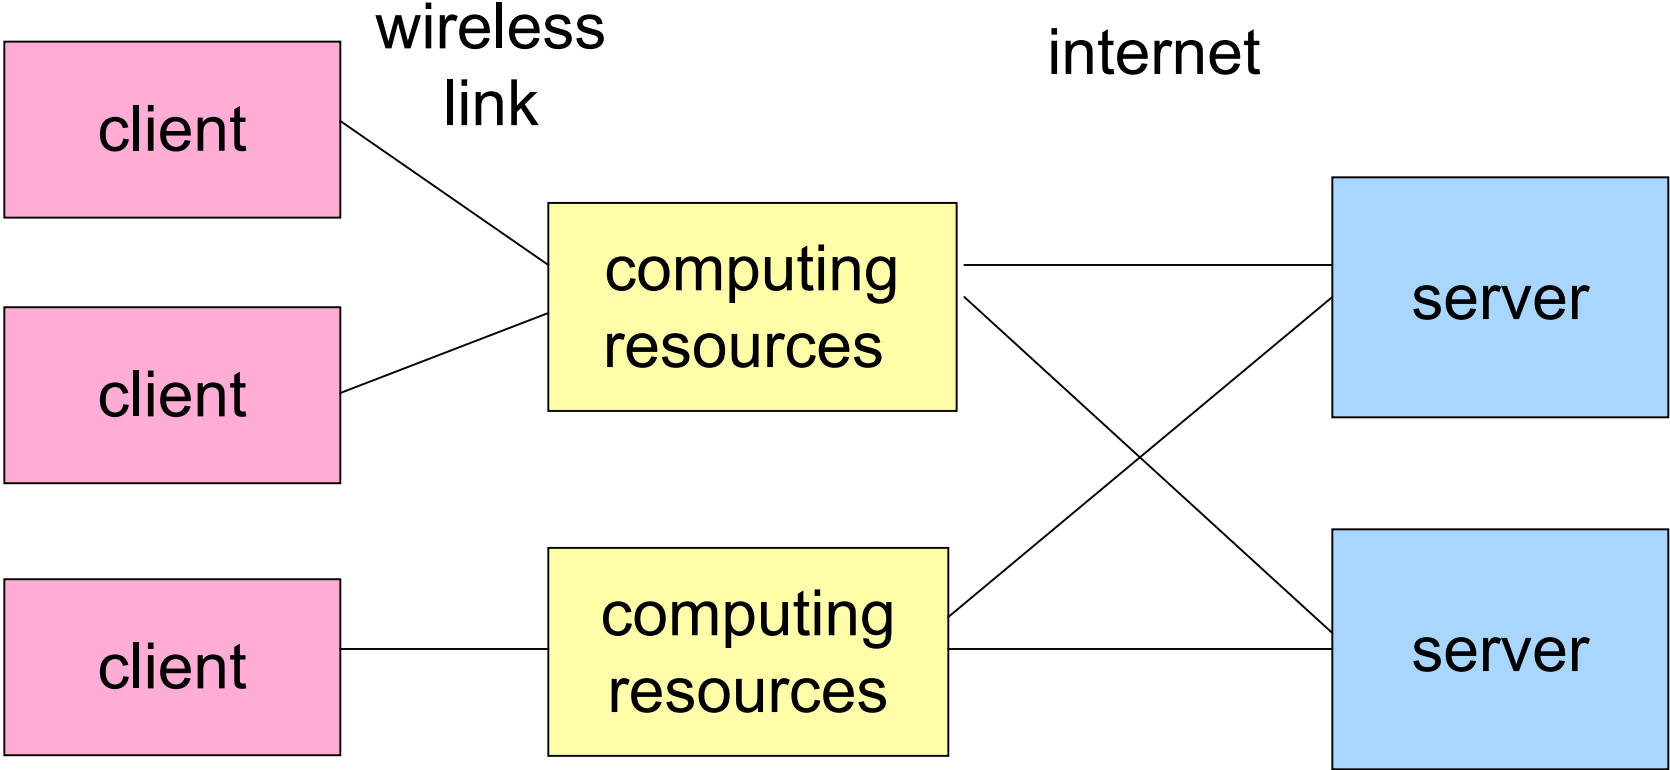 wireless
link
internet
client
client
client
computing
resources
computing
resources
server
server